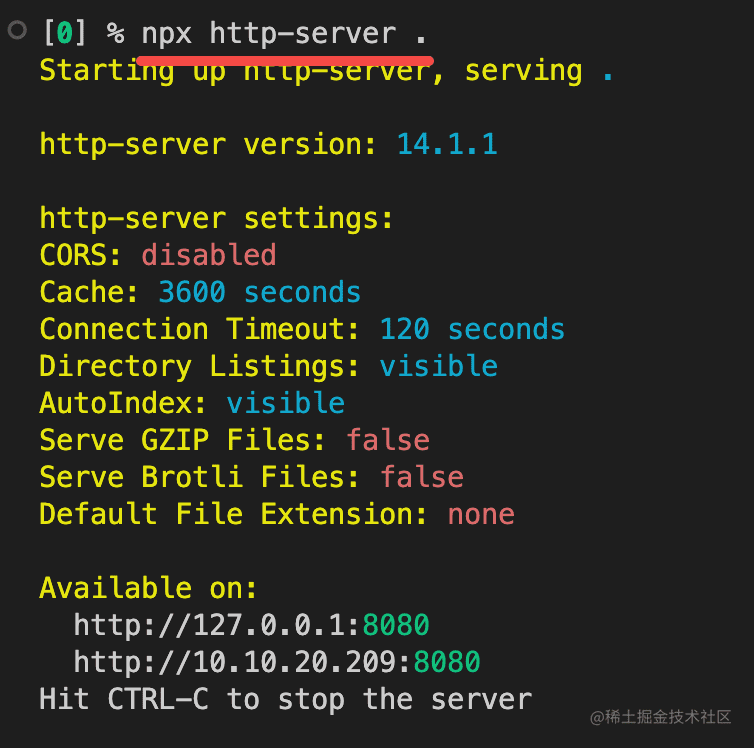 [0] % npx http-server .
Starting up http-server, serving .
http-server version: 14.1.1
http-server settings:
CORS: disabled
Cache: 3600 seconds
Connection Timeout: 120 seconds
Directory Listings: visible
AutoIndex: visible
Serve GZIP Files: false
Serve Brotli Files: false
Default File Extension: none
Available on:
  http://127.0.0.1:8080
  http://10.10.20.209:8080
Hit CTRL-C to stop the server
@稀土掘金技术社区